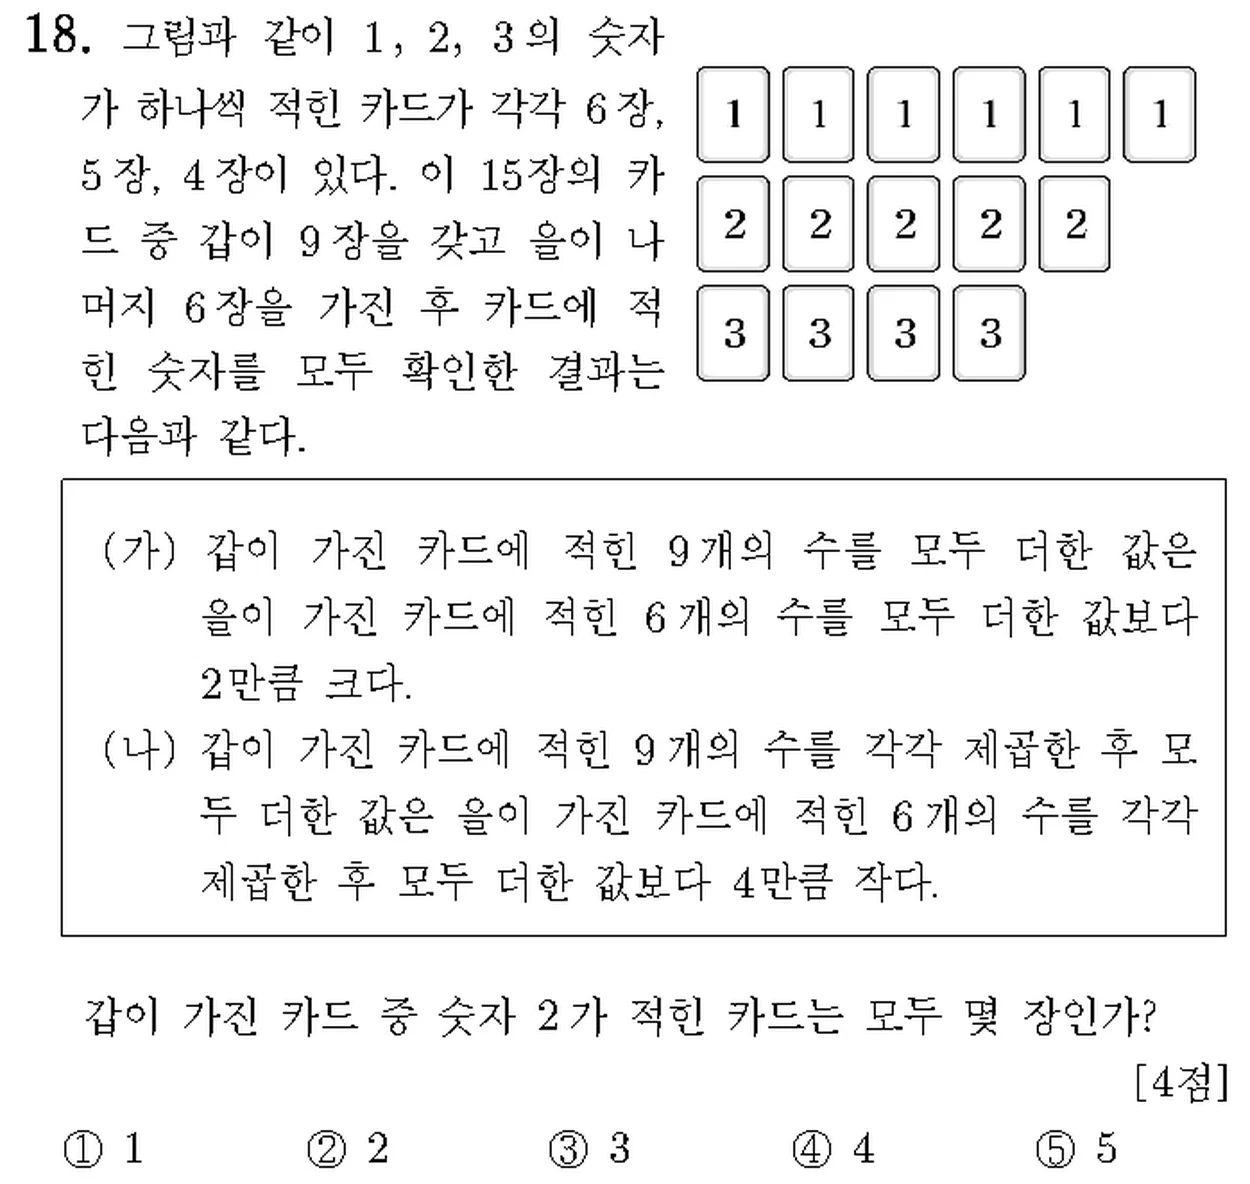 18. 그림과 같이 1, 2, 3의 숫자
가 하나씩 적힌 카드가 각각 6장,
5장, 4장이 있다. 이 15장의 카
드 중 갑이 9장을 갖고 을이 나
머지 6장을 가진 후 카드에 적
힌 숫자를 모두 확인한 결과는
다음과 같다.
1 1 1 1 1 1
2 2 2 2 2
3 3 3 3
(가) 갑이 가진 카드에 적힌 9개의 수를 모두 더한 값은
을이 가진 카드에 적힌 6개의 수를 모두 더한 값보다
2만큼 크다.
(나) 갑이 가진 카드에 적힌 9개의 수를 각각 제곱한 후 모
두 더한 값은 을이 가진 카드에 적힌 6개의 수를 각각
제곱한 후 모두 더한 값보다 4만큼 작다.
갑이 가진 카드 중 숫자 2가 적힌 카드는 모두 몇 장인가?
[4점]
① 1 ② 2 ③ 3 ④ 4 ⑤ 5